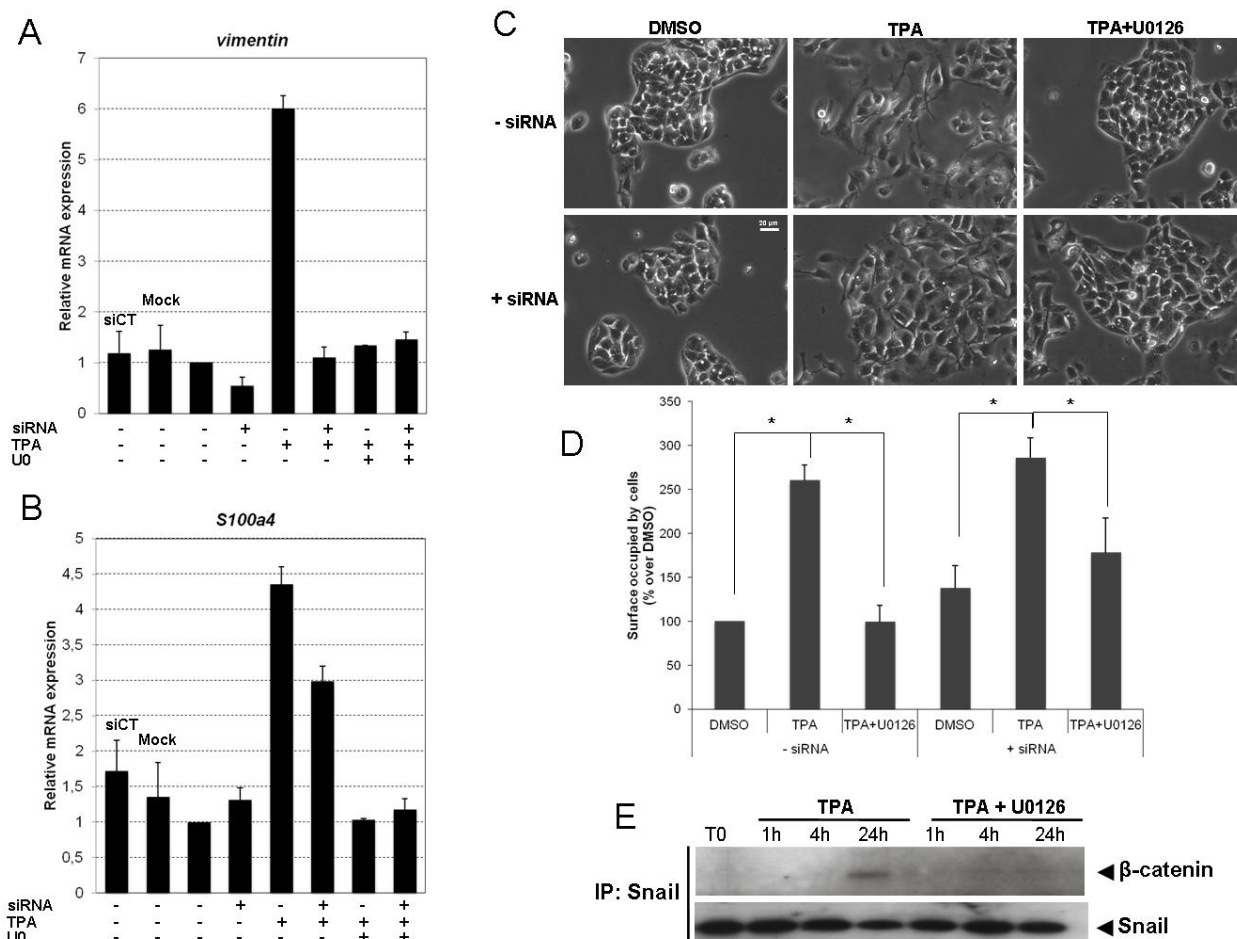 A
vimentin
Relative mRNA expression
7
6
5
4
3
2
1
0
siCT
Mock
siRNA - - - + - + - +
TPA - - - - + + + +
U0 - - - - - - + +
B
S100a4
Relative mRNA expression
5
4,5
4
3,5
3
2,5
2
1,5
1
0,5
0
siCT
Mock
siRNA - - - + - + - +
TPA - - - - + + + +
U0 - - - - - - + +
C
DMSO TPA TPA+U0126
- siRNA
+ siRNA
20 µm
D
Surface occupied by cells
(% over DMSO)
350
300
250
200
150
100
50
0
* * * *
DMSO TPA TPA+U0126 DMSO TPA TPA+U0126
- siRNA + siRNA
E
TPA TPA + U0126
T0 1h 4h 24h 1h 4h 24h
IP: Snail
β-catenin
Snail